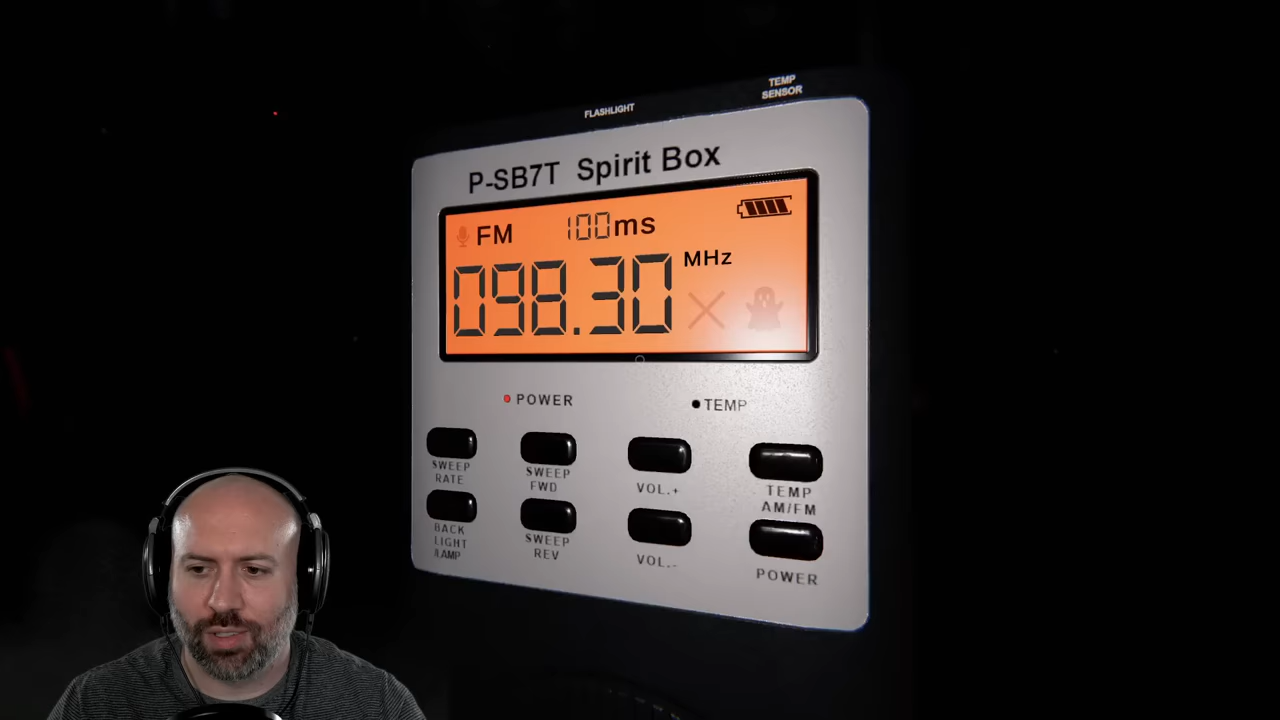 TEMP
SENSOR
FLASHLIGHT
P-SB7T Spirit Box
FM 100ms
098.30 MHz
POWER
TEMP
SWEEP
RATE
SWEEP
FWD
VOL.+
TEMP
AM/FM
BACK
LIGHT
/LAMP
SWEEP
REV
VOL.-
POWER